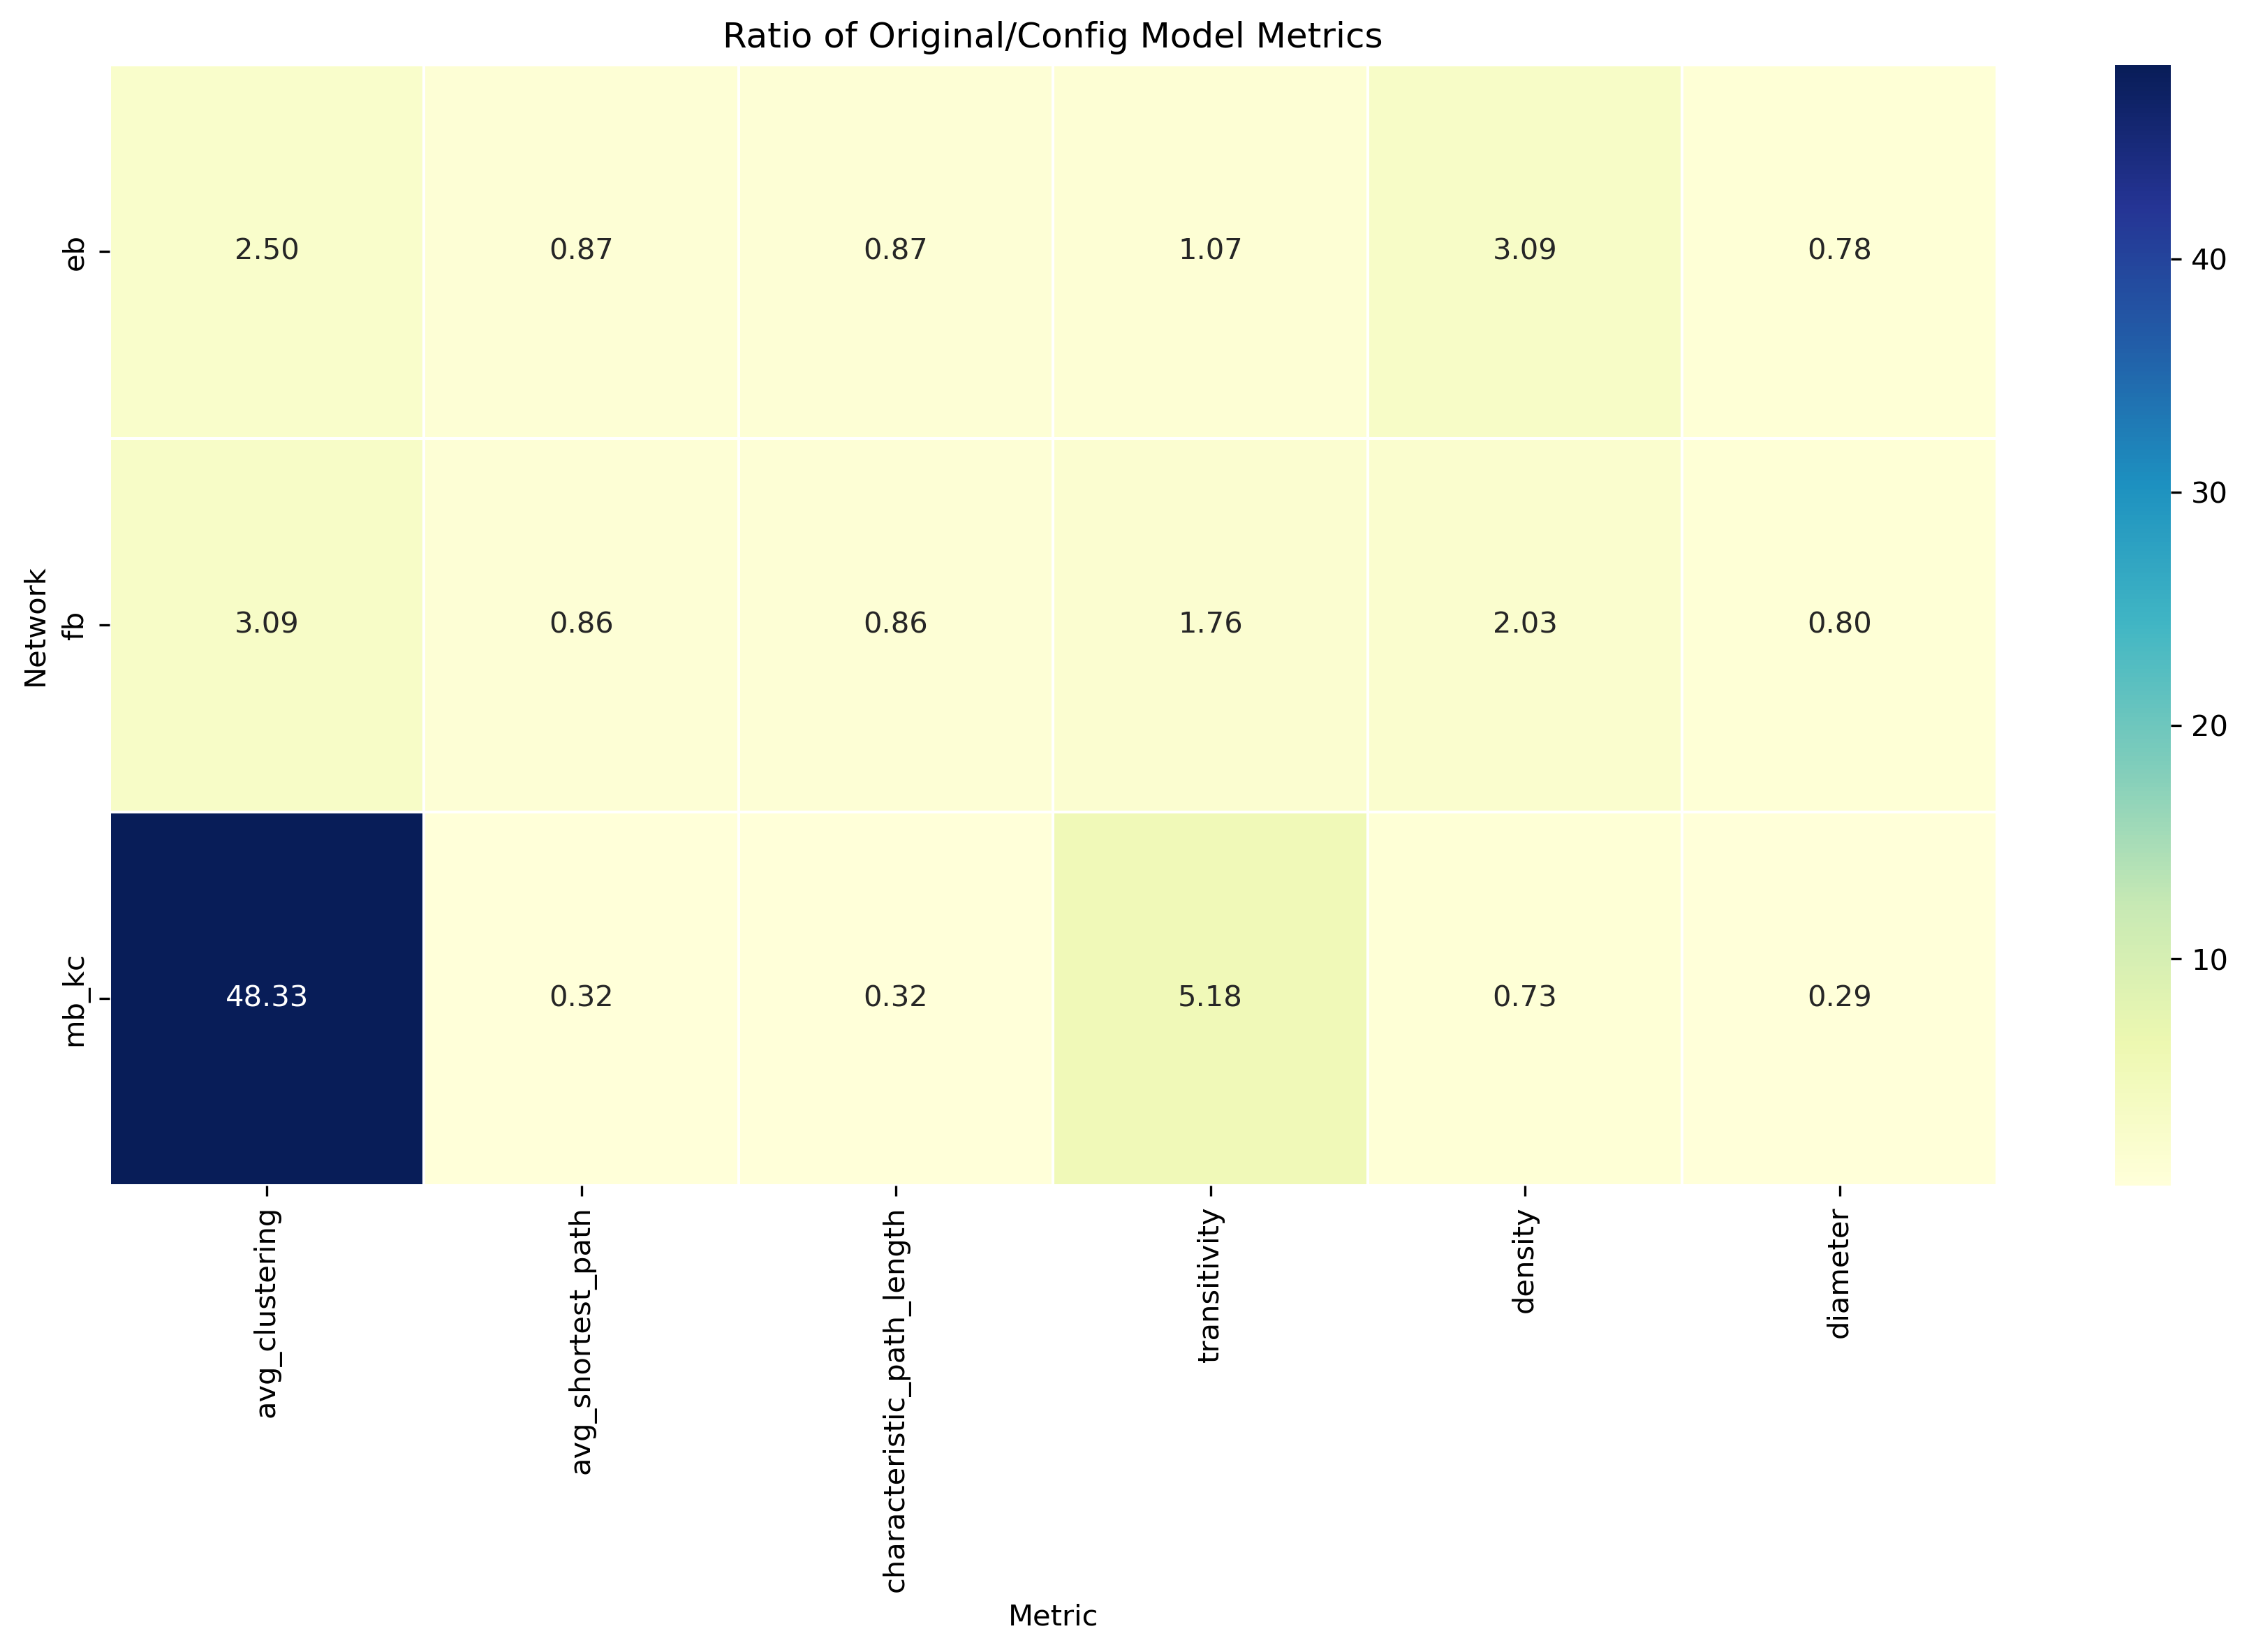 Ratio of Original/Config Model Metrics
Network
eb
2.50 0.87 0.87 1.07 3.09 0.78
fb
3.09 0.86 0.86 1.76 2.03 0.80
mb_kc
48.33 0.32 0.32 5.18 0.73 0.29
avg_clustering
avg_shortest_path
characteristic_path_length
transitivity
density
diameter
Metric
40
30
20
10